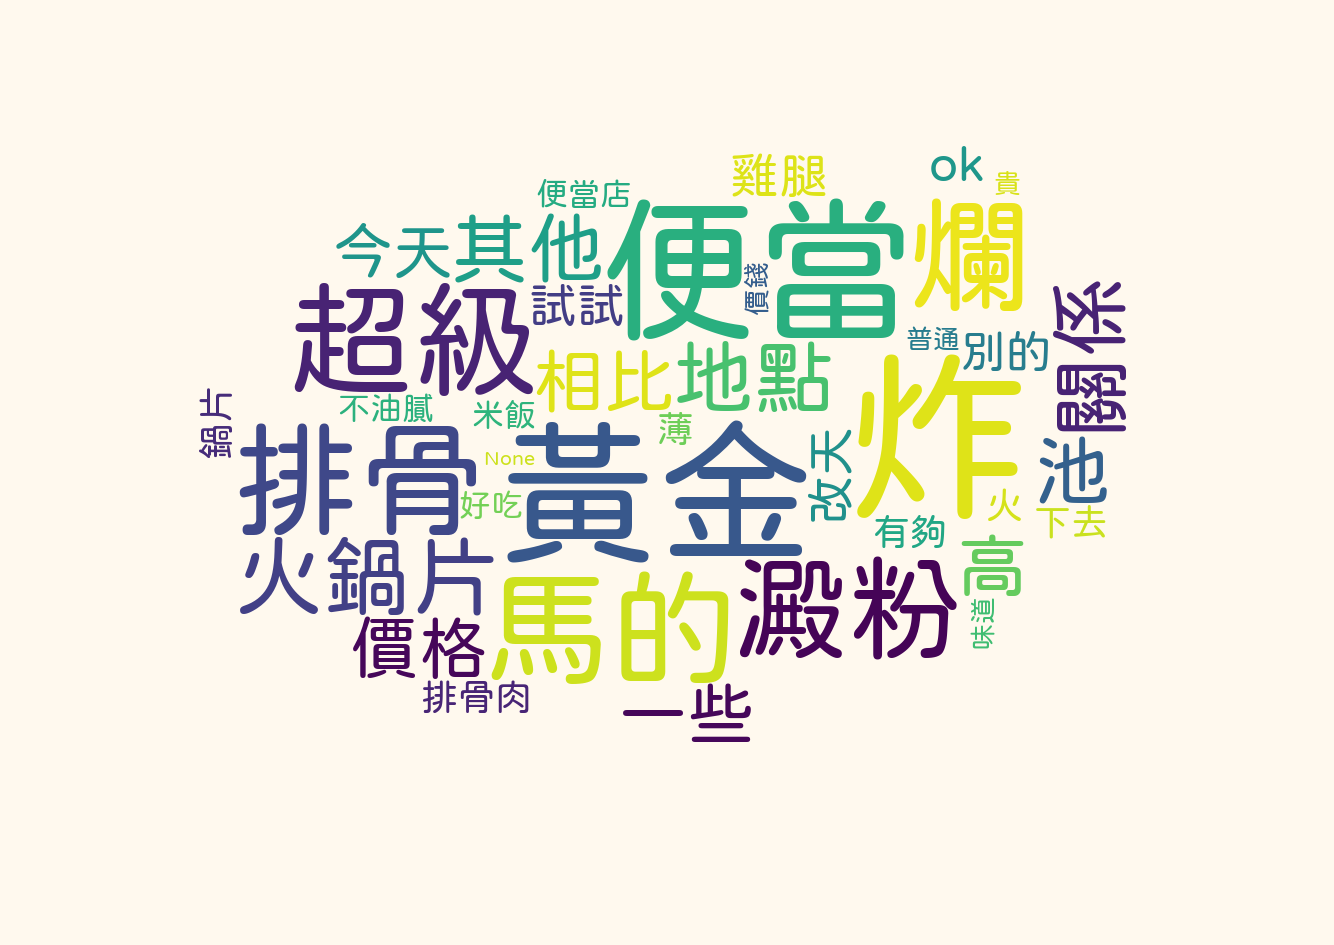 ok
雞腿
貴
便當店
便當
爛
今天
其他
價錢
試試
超級
關係
普通
別的
相比
地點
炸
鍋片
不油膩
米飯
薄
排骨
黃金
None
改天
池
好吃
火
下去
有夠
高
火鍋片
馬的
澱粉
味道
價格
排骨肉
一些